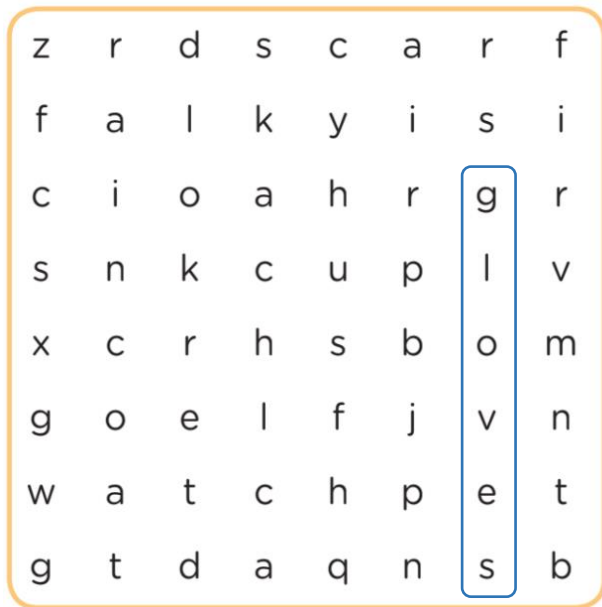 z r d s c a r f
f a l k y i s i
c i o a h r g r
s n k c u p l v
x c r h s b o m
g o e l f j v n
w a t c h p e t
g t d a q n s b